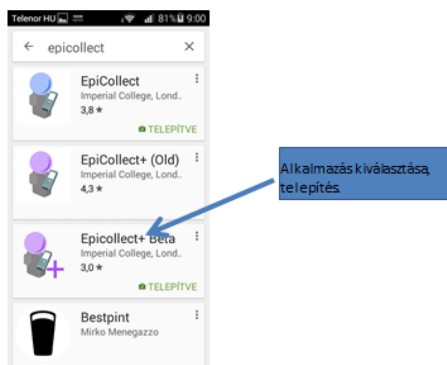 Telenor HU 81% 9:00
epicollect
EpiCollect
Imperial College, Lond..
3,8 ★
TELEPÍTVE
EpiCollect+ (Old)
Imperial College, Lond..
4,3 ★
Epicollect+ Beta
Imperial College, Lond..
3,0 ★
TELEPÍTVE
Bestpint
Mirko Menegazzo
Alkalmazás kiválasztása,
telepítés.